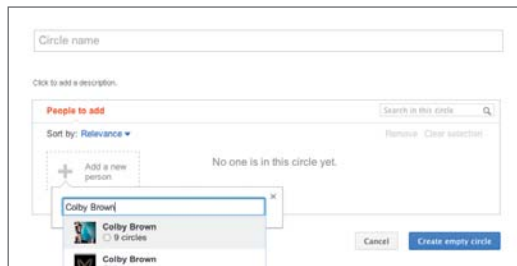 Circle name
Click to add a description.
People to add
Search in this circle
Sort by: Relevance
Remove Clear selection
Add a new
person
No one is in this circle yet.
Colby Brown
Colby Brown
9 circles
Colby Brown
Cancel Create empty circle